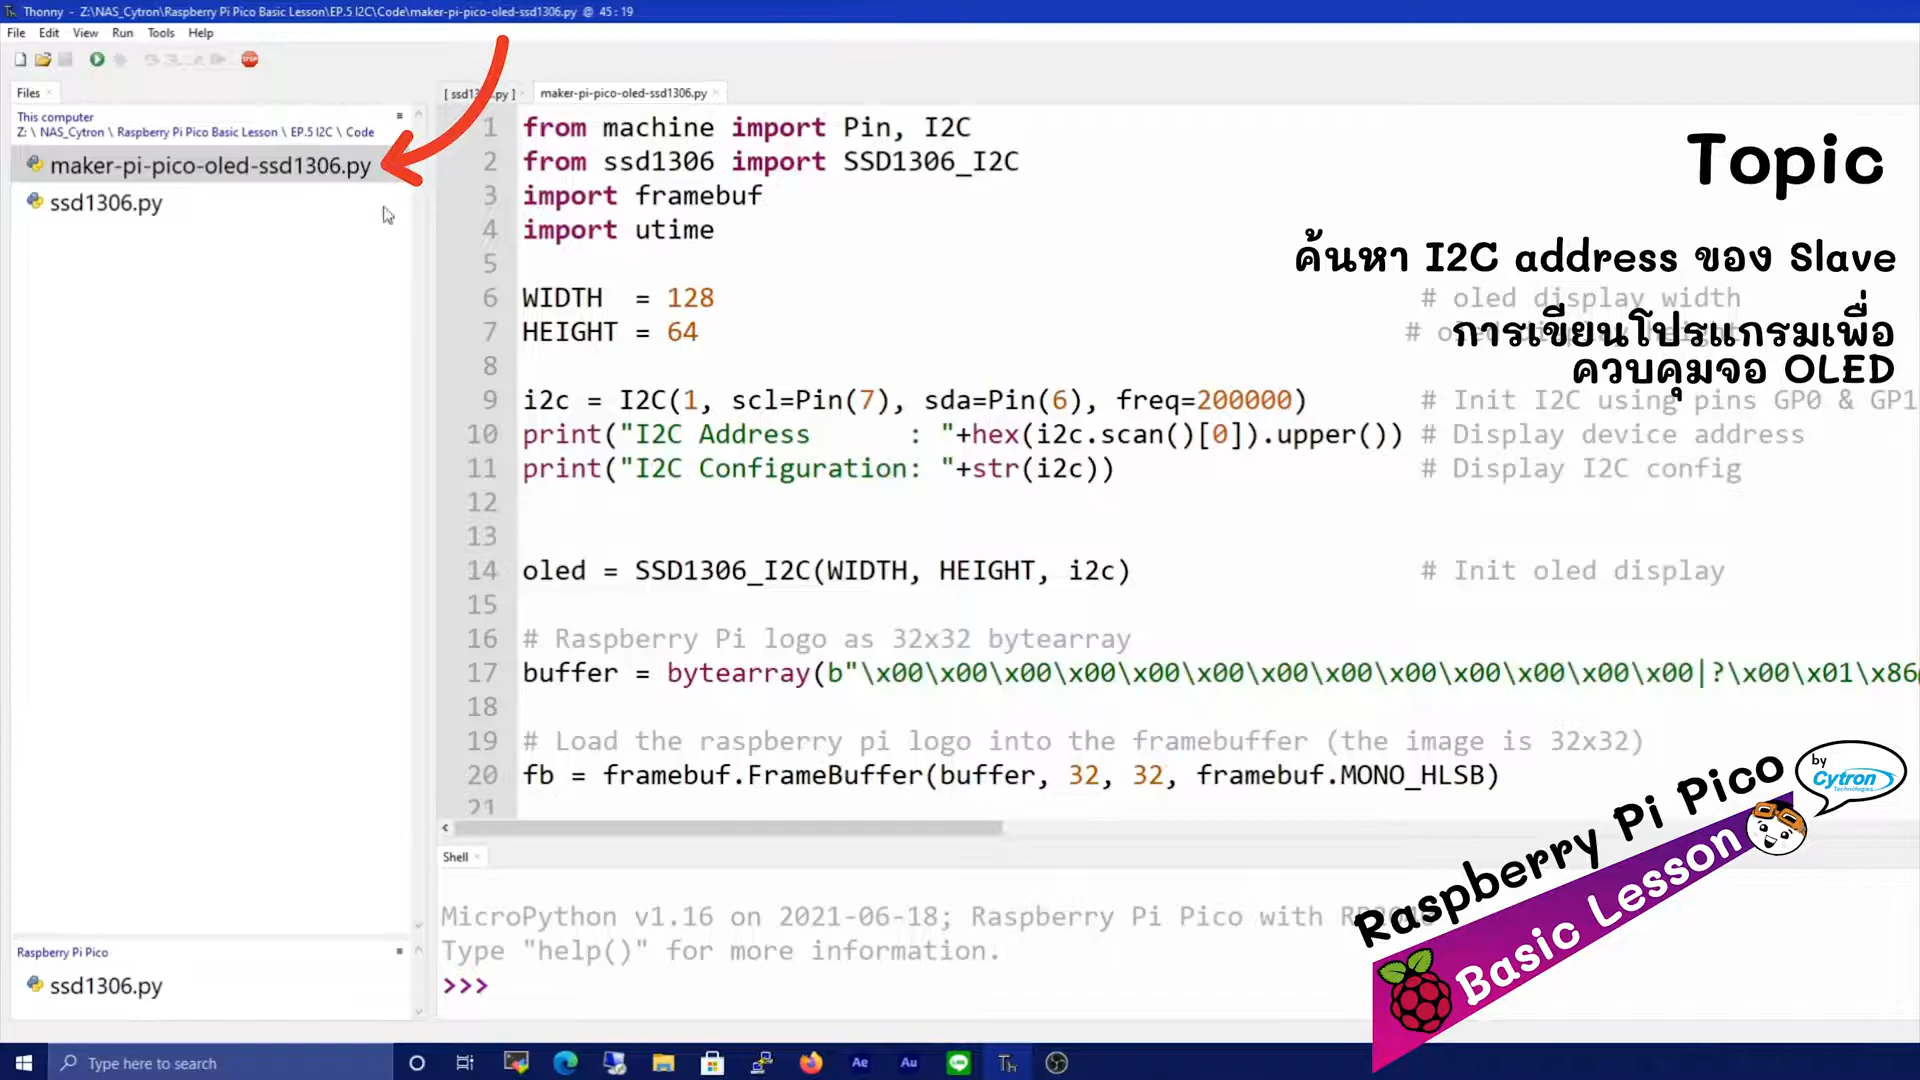 Thonny - Z:\NAS_Cytron\Raspberry Pi Pico Basic Lesson\EP.5 I2C\Code\maker-pi-pico-oled-ssd1306.py @ 45 : 19
File Edit View Run Tools Help
STOP
Files
This computer
Z: \ NAS_Cytron \ Raspberry Pi Pico Basic Lesson \ EP.5 I2C \ Code
maker-pi-pico-oled-ssd1306.py
ssd1306.py
Raspberry Pi Pico
ssd1306.py
[ ssd13 .py ] maker-pi-pico-oled-ssd1306.py
1 from machine import Pin, I2C
2 from ssd1306 import SSD1306_I2C
3 import framebuf
4 import utime
5
6 WIDTH  = 128 # oled display width
7 HEIGHT = 64 #
8
9 i2c = I2C(1, scl=Pin(7), sda=Pin(6), freq=200000) # Init I2C using pins GP0 & GP1
10 print("I2C Address      : "+hex(i2c.scan()[0]).upper()) # Display device address
11 print("I2C Configuration: "+str(i2c)) # Display I2C config
12
13
14 oled = SSD1306_I2C(WIDTH, HEIGHT, i2c) # Init oled display
15
16 # Raspberry Pi logo as 32x32 bytearray
17 buffer = bytearray(b"\x00\x00\x00\x00\x00\x00\x00\x00\x00\x00\x00\x00\x00|?\x00\x01\x86
18
19 # Load the raspberry pi logo into the framebuffer (the image is 32x32)
20 fb = framebuf.FrameBuffer(buffer, 32, 32, framebuf.MONO_HLSB)
21
Topic
ค้นหา I2C address ของ Slave
การเขียนโปรแกรมเพื่อ
ควบคุมจอ OLED
Shell
MicroPython v1.16 on 2021-06-18; Raspberry Pi Pico with
Type "help()" for more information.
>>>
by
Cytron
Technologies
Raspberry Pi Pico
Basic Lesson
Type here to search
Ae
Au
Th